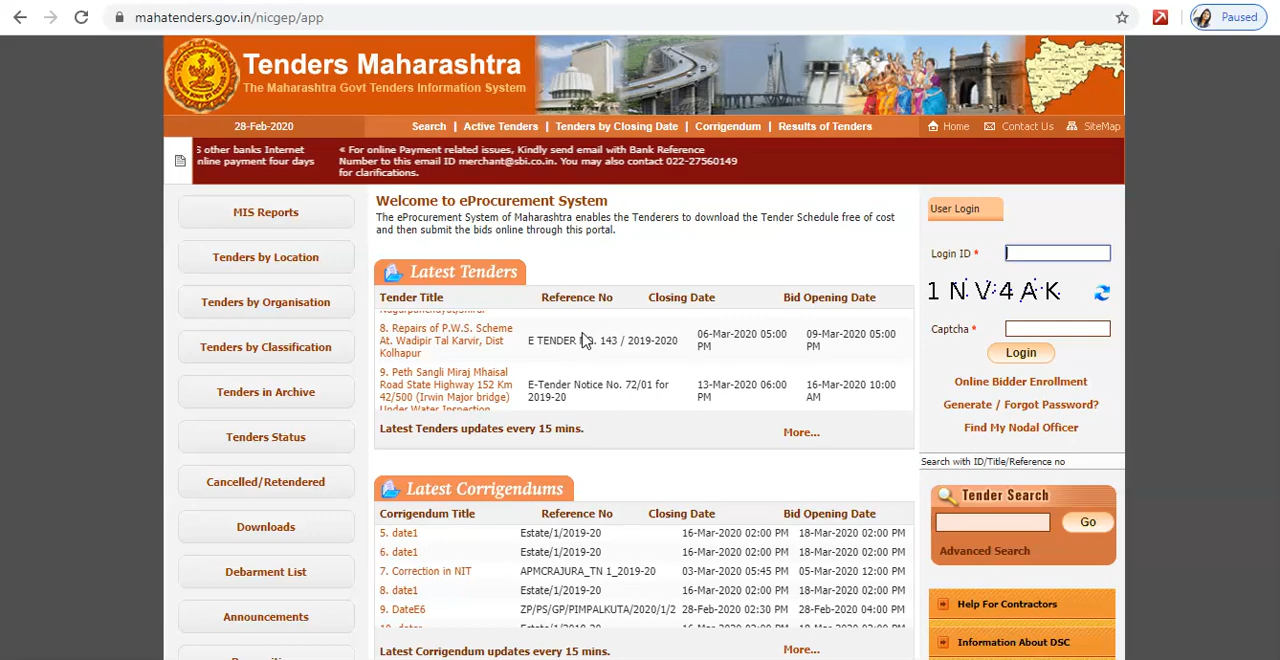 mahatenders.gov.in/nicgep/app
Paused
Tenders Maharashtra
The Maharashtra Govt Tenders Information System
28-Feb-2020
Search | Active Tenders | Tenders by Closing Date | Corrigendum | Results of Tenders
Home
Contact Us
SiteMap
S other banks Internet
nline payment four days
« For online Payment related issues, Kindly send email with Bank Reference
Number to this email ID merchant@sbi.co.in. You may also contact 022-27560149
for clarifications.
MIS Reports
Tenders by Location
Tenders by Organisation
Tenders by Classification
Tenders in Archive
Tenders Status
Cancelled/Retendered
Downloads
Debarment List
Announcements
Welcome to eProcurement System
The eProcurement System of Maharashtra enables the Tenderers to download the Tender Schedule free of cost
and then submit the bids online through this portal.
Latest Tenders
Tender Title Reference No Closing Date Bid Opening Date
8. Repairs of P.W.S. Scheme
At. Wadipir Tal Karvir, Dist
Kolhapur
E TENDER 143 / 2019-2020
06-Mar-2020 05:00
PM
09-Mar-2020 05:00
PM
9. Peth Sangli Miraj Mhaisal
Road State Highway 152 Km
42/500 (Irwin Major bridge)
Under Water Inspection
E-Tender Notice No. 72/01 for
2019-20
13-Mar-2020 06:00
PM
16-Mar-2020 10:00
AM
Latest Tenders updates every 15 mins.
More...
Latest Corrigendums
Corrigendum Title Reference No Closing Date Bid Opening Date
5. date1 Estate/1/2019-20 16-Mar-2020 02:00 PM 18-Mar-2020 02:00 PM
6. date1 Estate/1/2019-20 16-Mar-2020 02:00 PM 18-Mar-2020 02:00 PM
7. Correction in NIT APMCRAJURA_TN 1_2019-20 03-Mar-2020 05:45 PM 05-Mar-2020 12:00 PM
8. date1 Estate/1/2019-20 16-Mar-2020 02:00 PM 18-Mar-2020 02:00 PM
9. DateE6 ZP/PS/GP/PIMPALKUTA/2020/1/2 28-Feb-2020 02:30 PM 28-Feb-2020 04:00 PM
Latest Corrigendum updates every 15 mins.
More...
User Login
Login ID *
1 N V 4 A K
Captcha *
Login
Online Bidder Enrollment
Generate / Forgot Password?
Find My Nodal Officer
Search with ID/Title/Reference no
Tender Search
Go
Advanced Search
Help For Contractors
Information About DSC